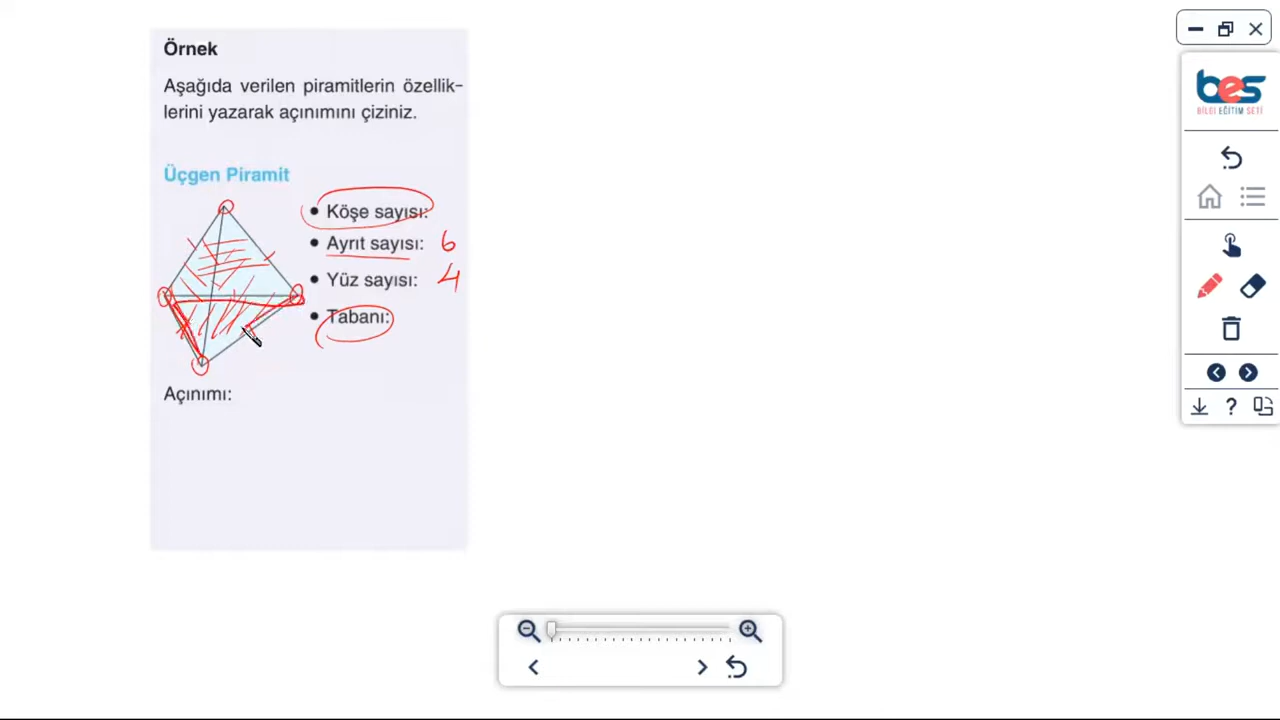 Örnek
Aşağıda verilen piramitlerin özellik-
lerini yazarak açınımını çiziniz.
Üçgen Piramit
• Köşe sayısı:
• Ayrıt sayısı: 6
• Yüz sayısı: 4
• Tabanı:
Açınımı:
bes
BİLGİ EĞİTİM SETİ
?